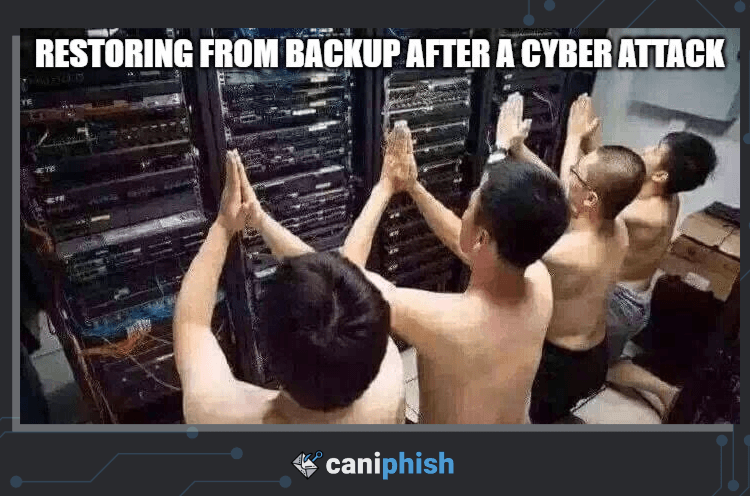 RESTORING FROM BACKUP AFTER A CYBER ATTACK
caniphish